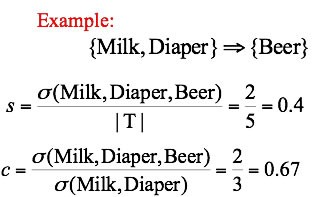 Example:
{Milk, Diaper} ⇒ {Beer}
s = σ(Milk, Diaper, Beer) / |T| = 2/5 = 0.4
c = σ(Milk, Diaper, Beer) / σ(Milk, Diaper) = 2/3 = 0.67